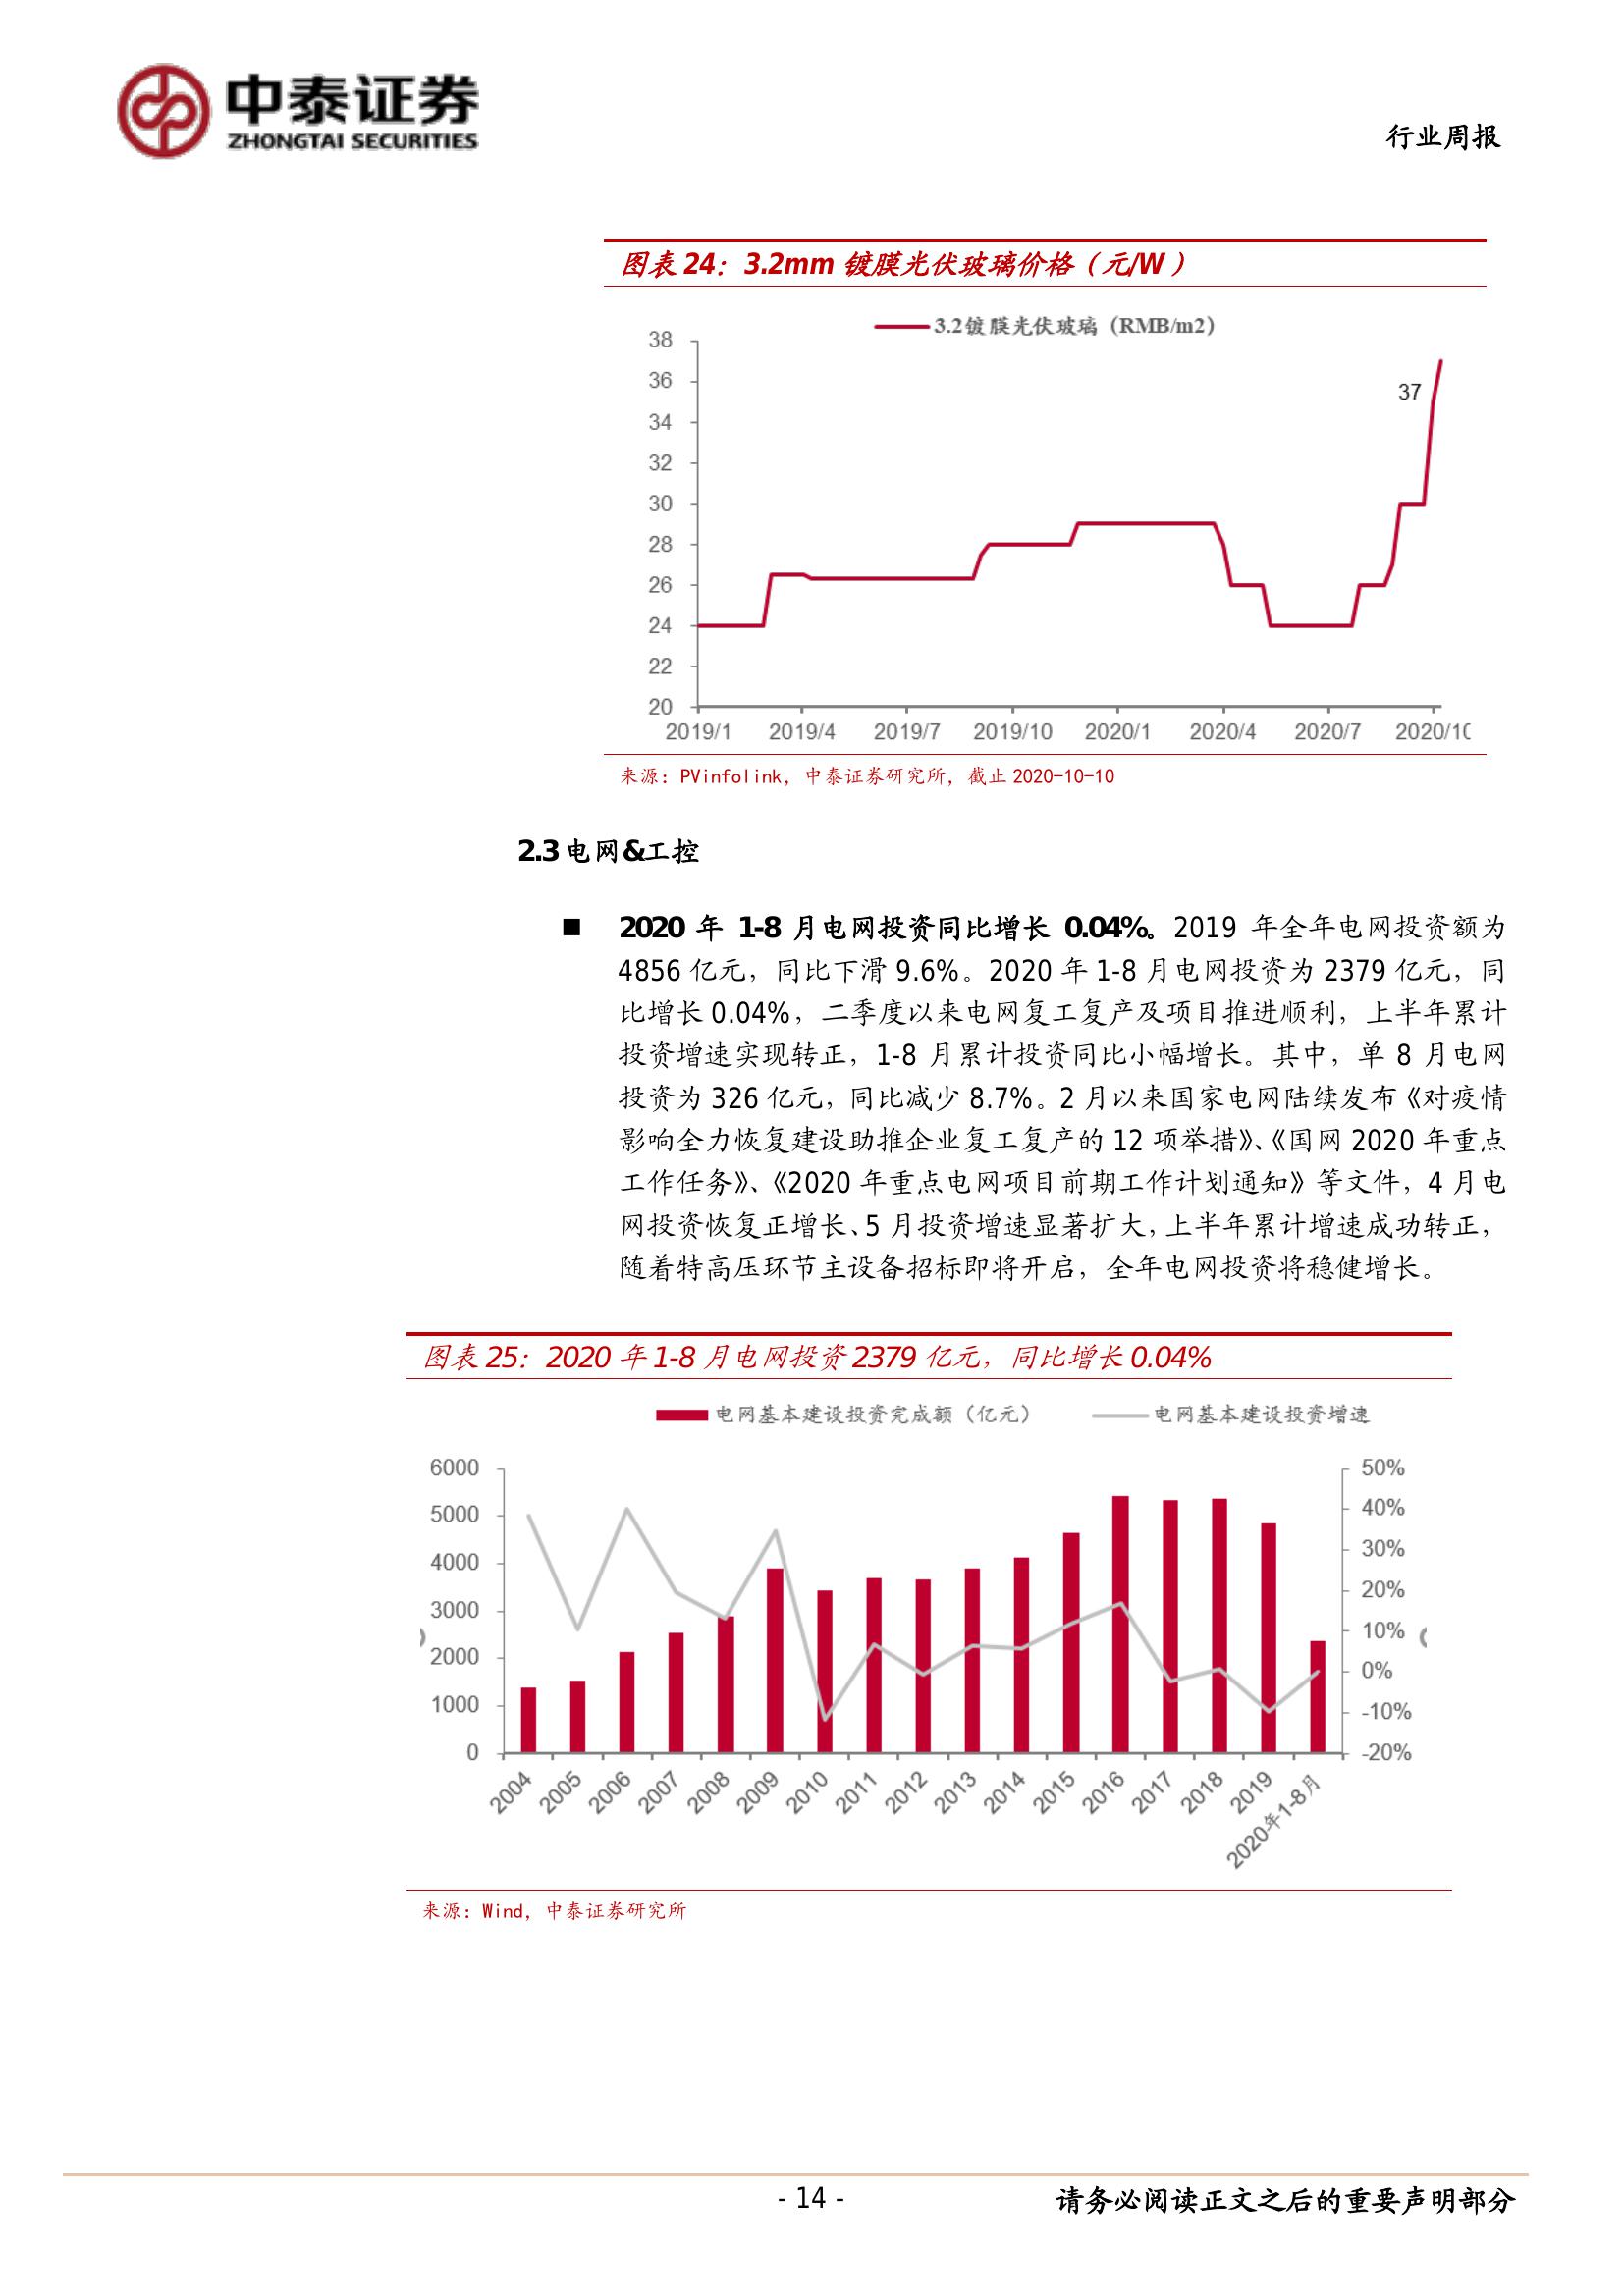 中泰证券
ZHONGTAI SECURITIES
行业周报
图表 24：3.2mm 镀膜光伏玻璃价格（元/W）
3.2镀膜光伏玻璃（RMB/m2）
38
36
34
32
30
28
26
24
22
20
37
2019/1 2019/4 2019/7 2019/10 2020/1 2020/4 2020/7 2020/10
来源：PVinfolink，中泰证券研究所，截止 2020-10-10
2.3 电网&工控
■ 2020 年 1-8 月电网投资同比增长 0.04%。2019 年全年电网投资额为
4856 亿元，同比下滑 9.6%。2020 年 1-8 月电网投资为 2379 亿元，同
比增长 0.04%，二季度以来电网复工复产及项目推进顺利，上半年累计
投资增速实现转正，1-8 月累计投资同比小幅增长。其中，单 8 月电网
投资为 326 亿元，同比减少 8.7%。2 月以来国家电网陆续发布《对疫情
影响全力恢复建设助推企业复工复产的 12 项举措》、《国网 2020 年重点
工作任务》、《2020 年重点电网项目前期工作计划通知》等文件，4 月电
网投资恢复正增长、5 月投资增速显著扩大，上半年累计增速成功转正，
随着特高压环节主设备招标即将开启，全年电网投资将稳健增长。
图表 25：2020 年 1-8 月电网投资 2379 亿元，同比增长 0.04%
电网基本建设投资完成额（亿元） 电网基本建设投资增速
6000
5000
4000
3000
2000
1000
0
50%
40%
30%
20%
10%
0%
-10%
-20%
2004 2005 2006 2007 2008 2009 2010 2011 2012 2013 2014 2015 2016 2017 2018 2019 2020年1-8月
来源：Wind，中泰证券研究所
- 14 -
请务必阅读正文之后的重要声明部分